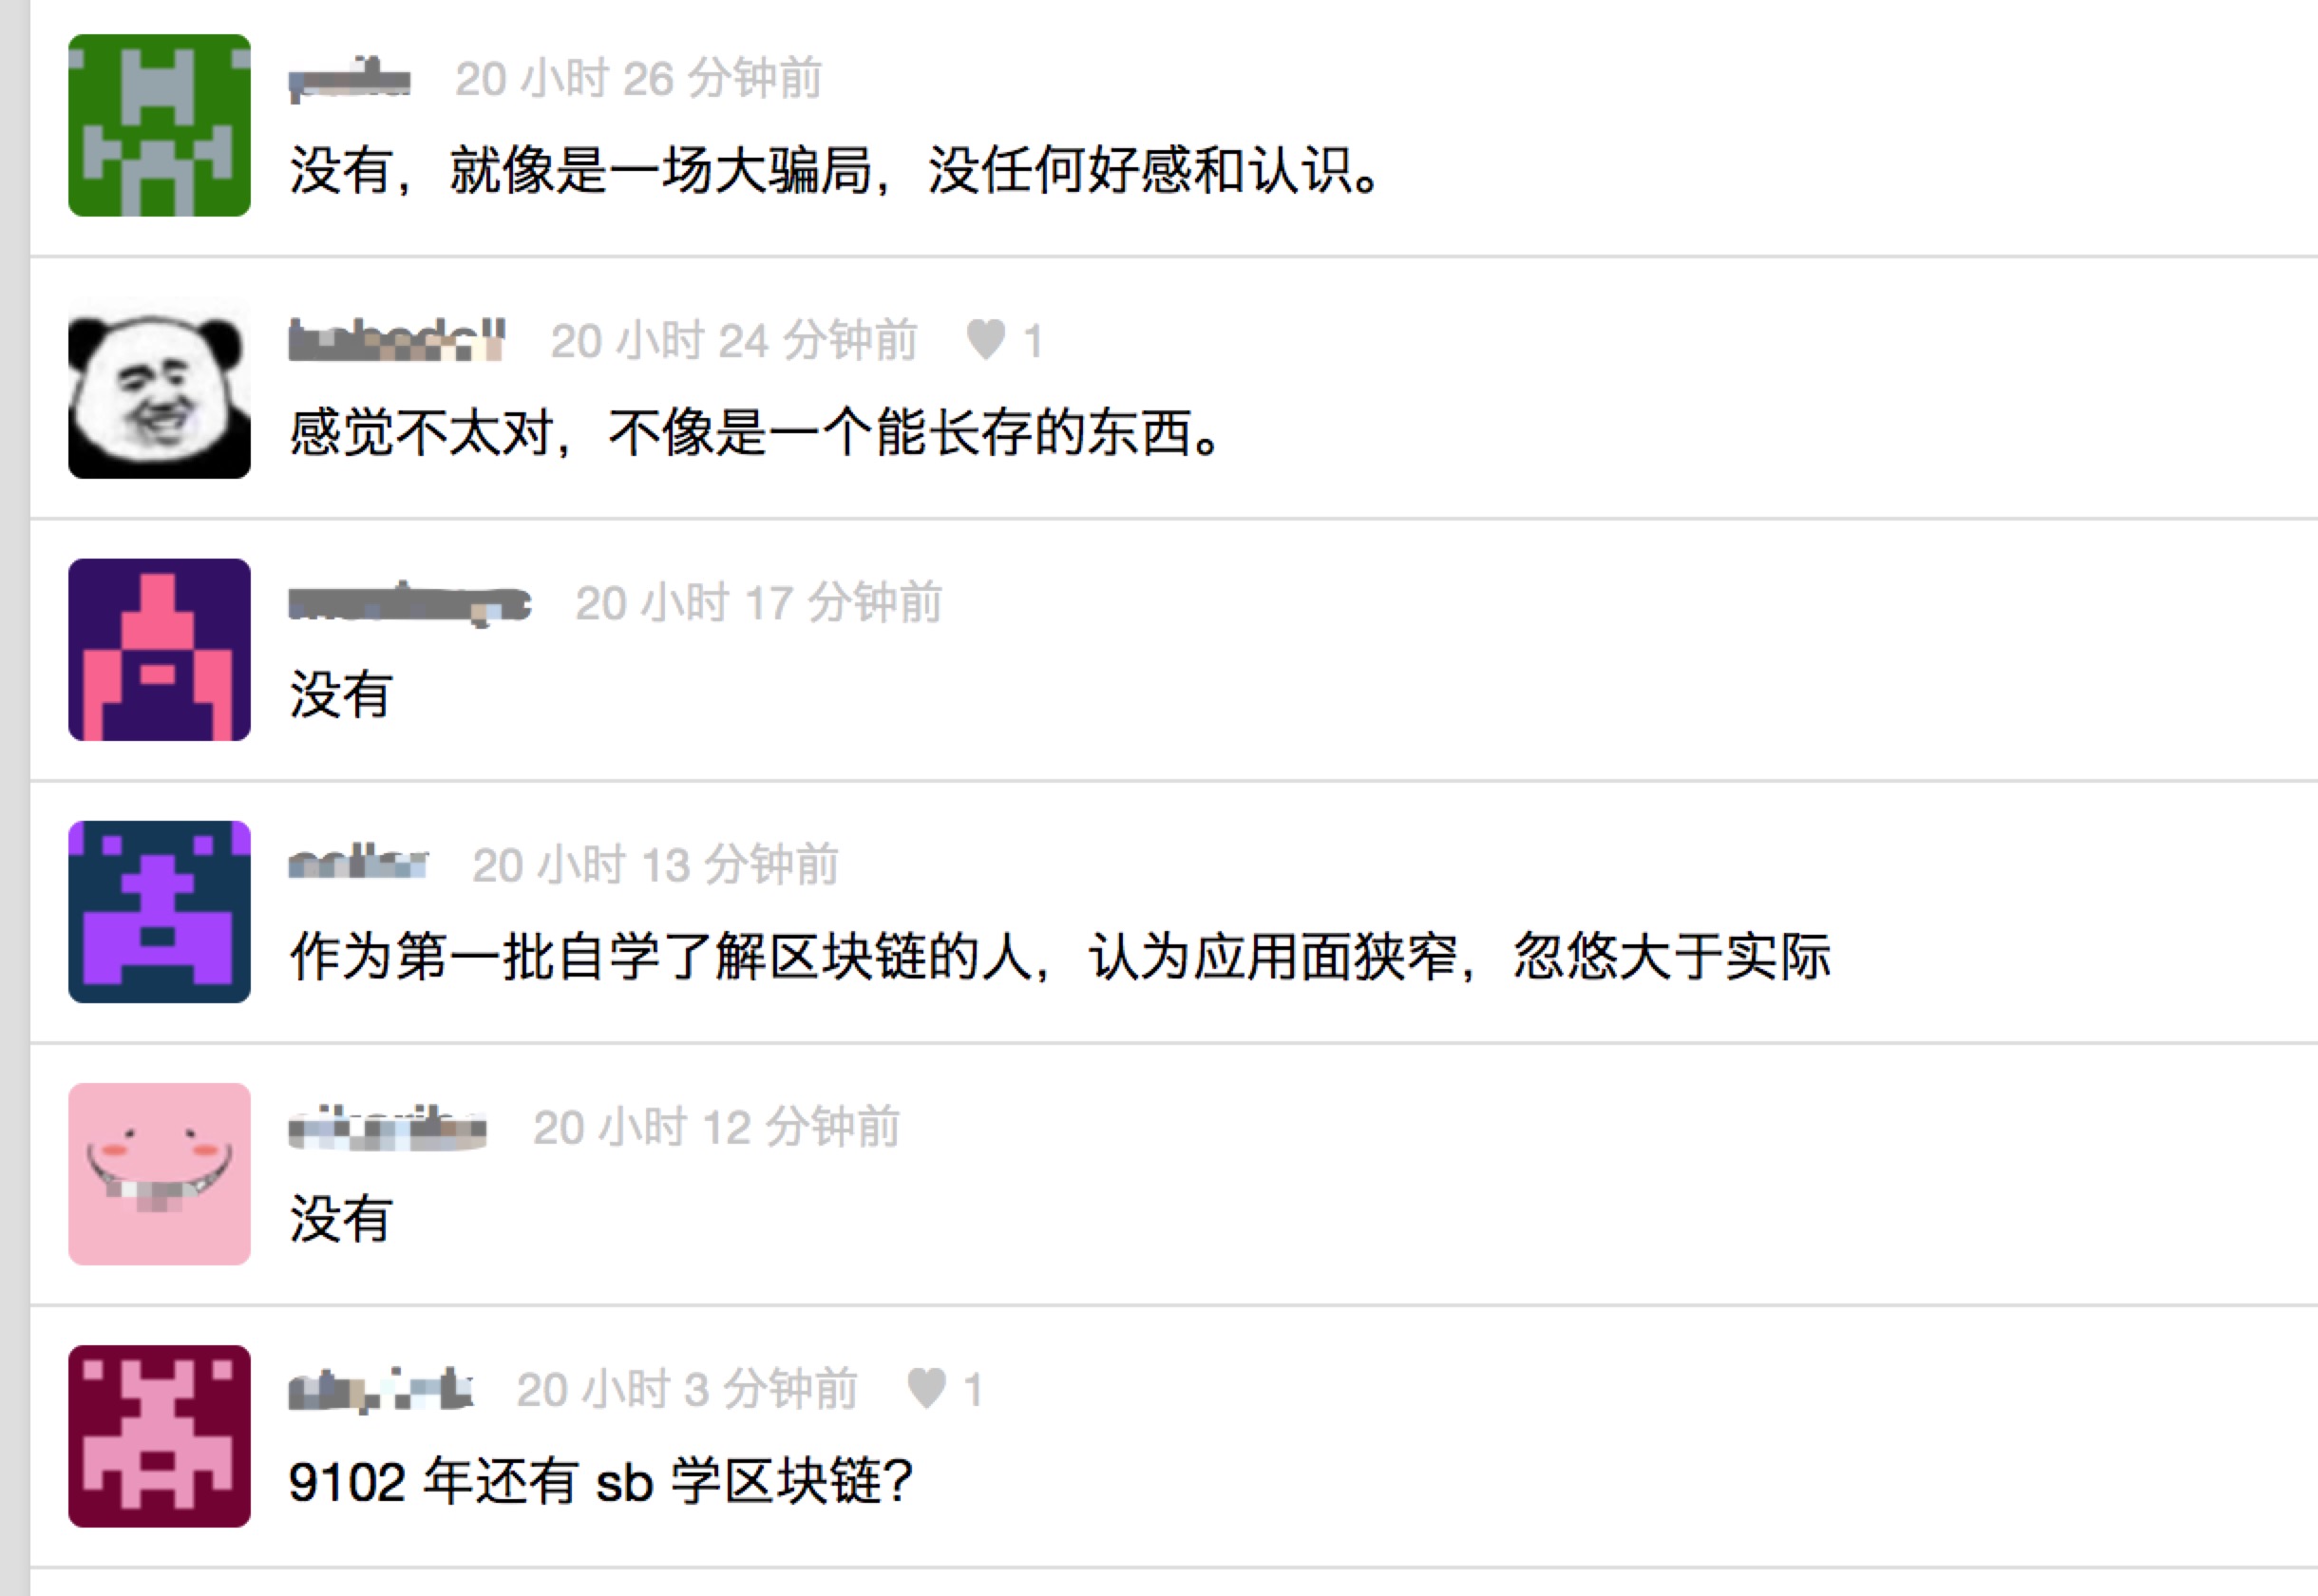 20 小时 26 分钟前
没有，就像是一场大骗局，没任何好感和认识。
20 小时 24 分钟前 ♥ 1
感觉不太对，不像是一个能长存的东西。
20 小时 17 分钟前
没有
20 小时 13 分钟前
作为第一批自学了解区块链的人，认为应用面狭窄，忽悠大于实际
20 小时 12 分钟前
没有
20 小时 3 分钟前 ♥ 1
9102 年还有 sb 学区块链？